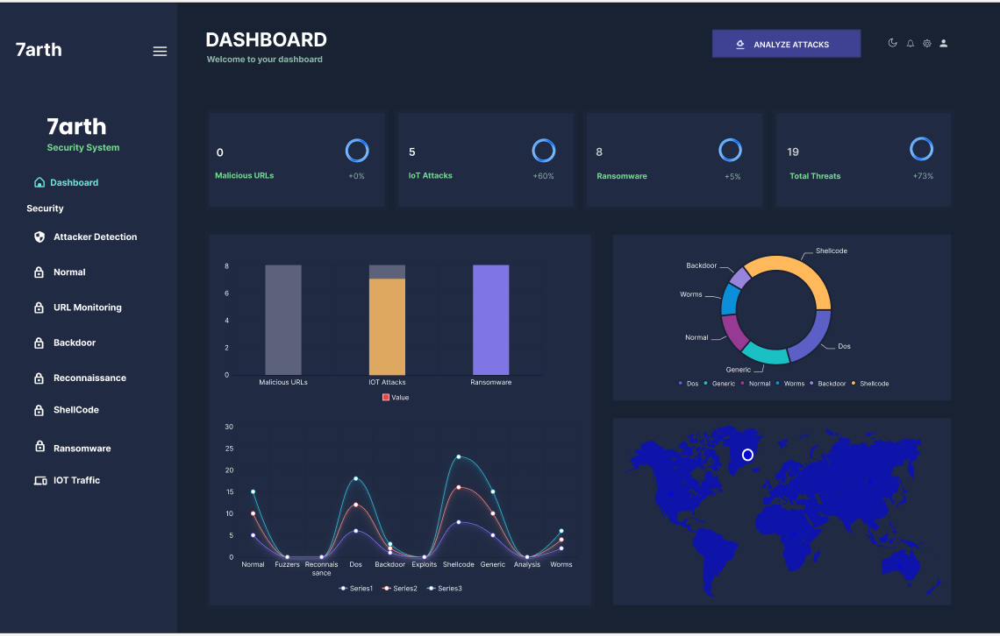 7arth
7arth
Security System
Dashboard
Security
Attacker Detection
Normal
URL Monitoring
Backdoor
Reconnaissance
ShellCode
Ransomware
IOT Traffic
DASHBOARD
Welcome to your dashboard
ANALYZE ATTACKS
0
Malicious URLs
+0%
5
IoT Attacks
+60%
8
Ransomware
+5%
19
Total Threats
+73%
8
6
4
2
0
Malicious URLs
IOT Attacks
Ransomware
Value
30
25
20
15
10
5
0
Normal
Fuzzers
Reconnais
sance
Dos
Backdoor
Exploits
Shellcode
Generic
Analysis
Worms
Series1 Series2 Series3
Shellcode
Backdoor
Worms
Normal
Dos
Generic
Dos Generic Normal Worms Backdoor Shellcode